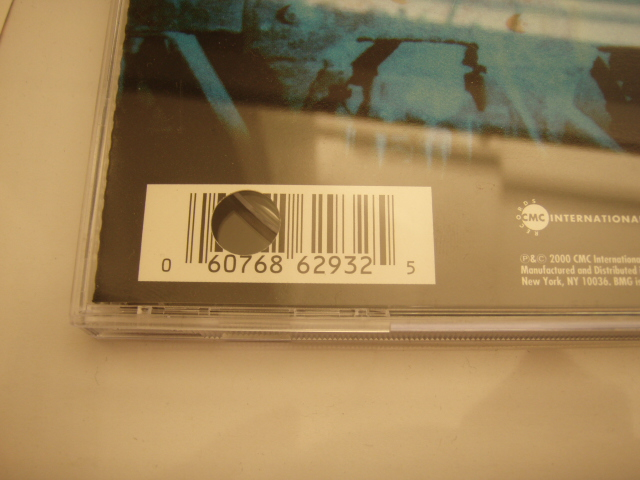 0 60768 62932 5
RECORDS
CMC INTERNATIONAL
℗&© 2000 CMC International
Manufactured and Distributed
New York, NY 10036. BMG